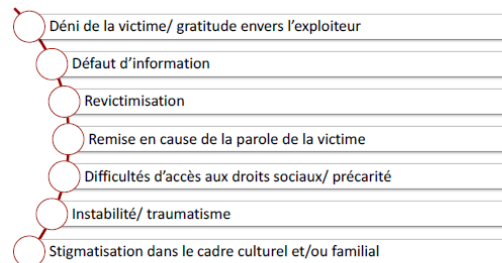 Déni de la victime/ gratitude envers l’exploiteur
Défaut d’information
Revictimisation
Remise en cause de la parole de la victime
Difficultés d’accès aux droits sociaux/ précarité
Instabilité/ traumatisme
Stigmatisation dans le cadre culturel et/ou familial